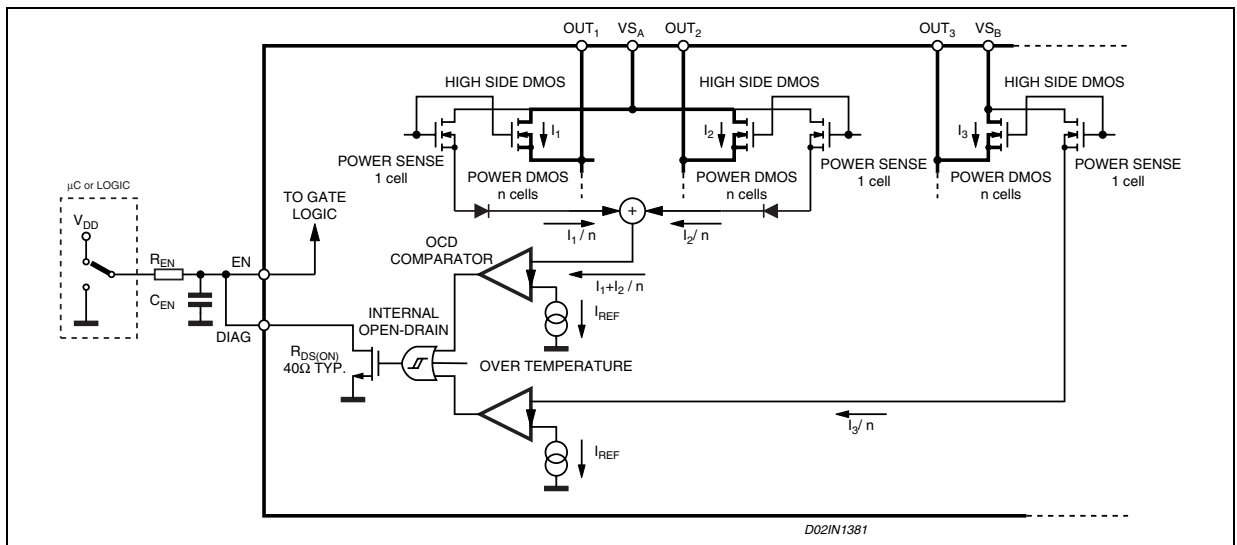 OUT1 VSA OUT2 OUT3 VSB
HIGH SIDE DMOS
HIGH SIDE DMOS
HIGH SIDE DMOS
I1
I2
I3
POWER SENSE
1 cell
POWER DMOS
n cells
POWER DMOS
n cells
POWER SENSE
1 cell
POWER DMOS
n cells
POWER SENSE
1 cell
μC or LOGIC
VDD
TO GATE
LOGIC
+
I1 / n
I2/ n
OCD
COMPARATOR
REN
EN
CEN
DIAG
I1+I2 / n
IREF
INTERNAL
OPEN-DRAIN
RDS(ON)
40Ω TYP.
OVER TEMPERATURE
I3/ n
IREF
D02IN1381